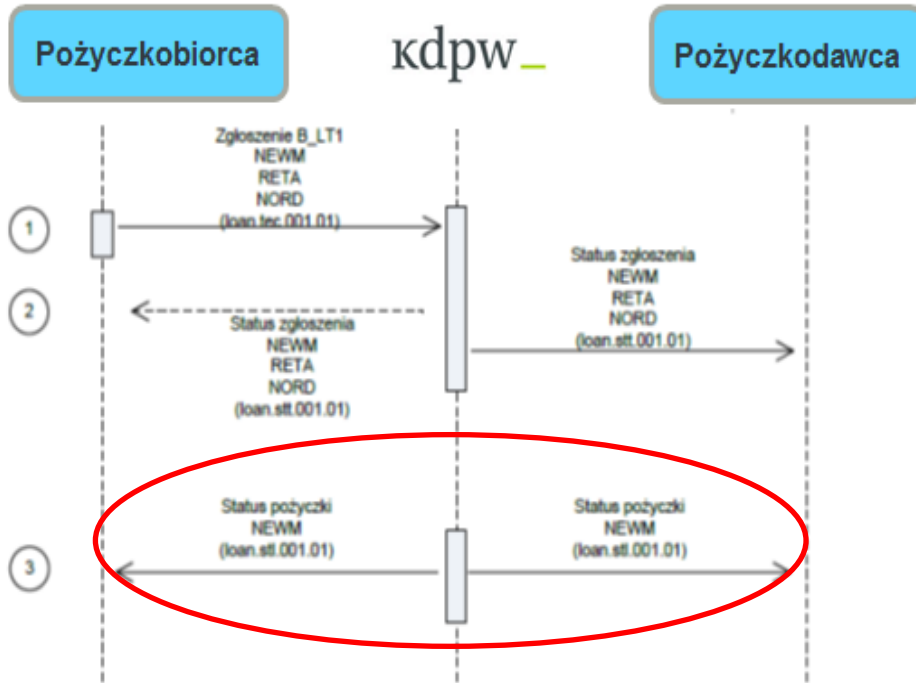 Pożyczkobiorca
кdpw_
Pożyczkodawca
Zgłoszenie B_LT1
NEWM
RETA
NORD
(loan.tec.001.01)
1
Status zgłoszenia
NEWM
RETA
NORD
(loan.stt.001.01)
2
Status zgłoszenia
NEWM
RETA
NORD
(loan.stt.001.01)
Status pożyczki
NEWM
(loan.stl.001.01)
Status pożyczki
NEWM
(loan.stl.001.01)
3